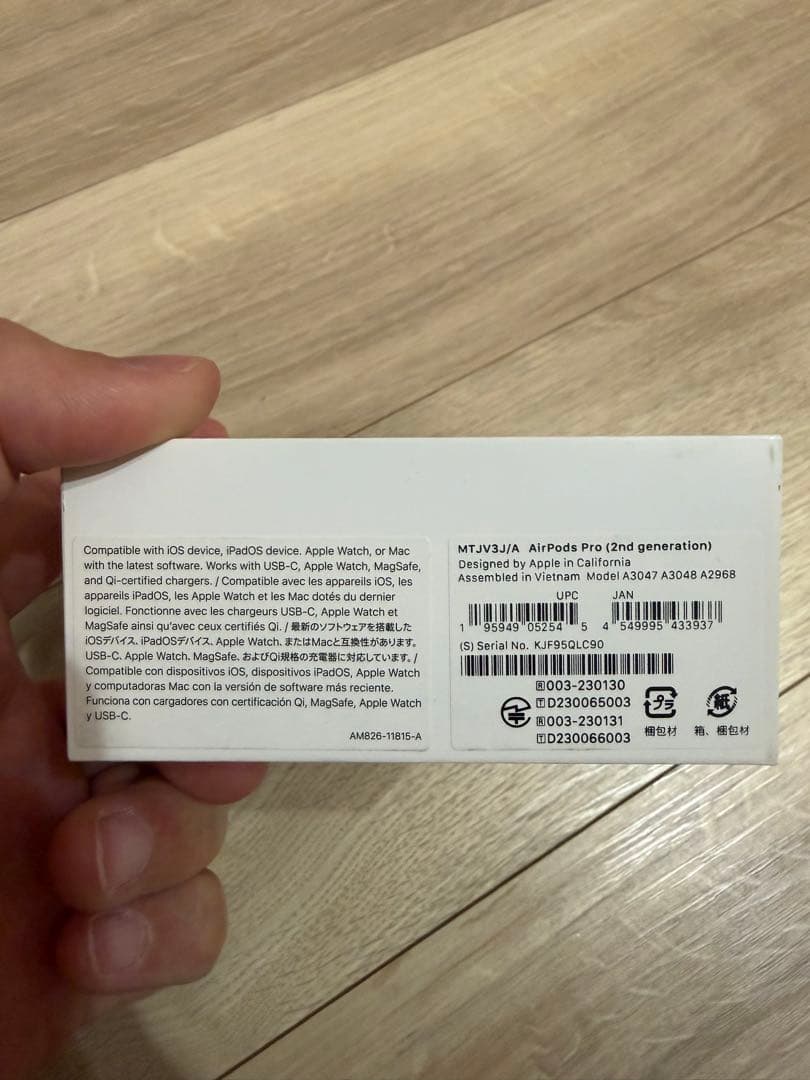 Compatible with iOS device, iPadOS device. Apple Watch, or Mac
with the latest software. Works with USB-C, Apple Watch, MagSafe,
and Qi-certified chargers. / Compatible avec les appareils iOS, les
appareils iPadOS, les Apple Watch et les Mac dotés du dernier
logiciel. Fonctionne avec les chargeurs USB-C, Apple Watch et
MagSafe ainsi qu'avec ceux certifiés Qi. / 最新のソフトウェアを搭載した
iOSデバイス、iPadOSデバイス、Apple Watch、またはMacと互換性があります。
USB-C、Apple Watch、MagSafe、およびQi規格の充電器に対応しています。/
Compatible con dispositivos iOS, dispositivos iPadOS, Apple Watch
y computadoras Mac con la versión de software más reciente.
Funciona con cargadores con certificación Qi, MagSafe, Apple Watch
y USB-C.
AM826-11815-A
MTJV3J/A AirPods Pro (2nd generation)
Designed by Apple in California
Assembled in Vietnam Model A3047 A3048 A2968
UPC JAN
1 95949 05254 5 4 549995 433937
(S) Serial No. KJF95QLC90
R 003-230130
T D230065003
R 003-230131
T D230066003
プラ
梱包材
紙
箱、梱包材